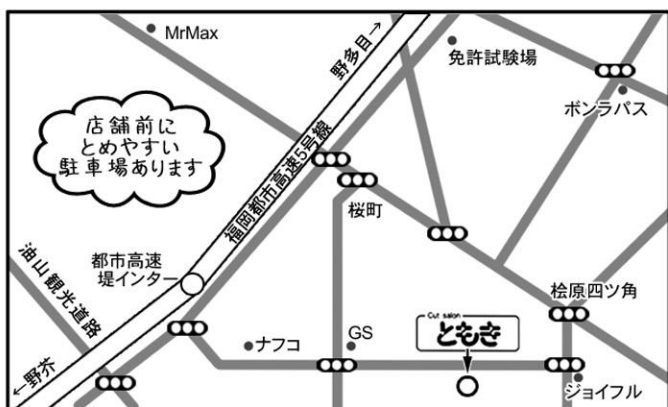 MrMax
野多目→
免許試験場
ボンラパス
店舗前に
とめやすい
駐車場あります
福岡都市高速5号線
桜町
油山観光道路
都市高速
堤インター
桧原四ツ角
Cut salon
ともき
ナフコ
GS
←野芥
ジョイフル